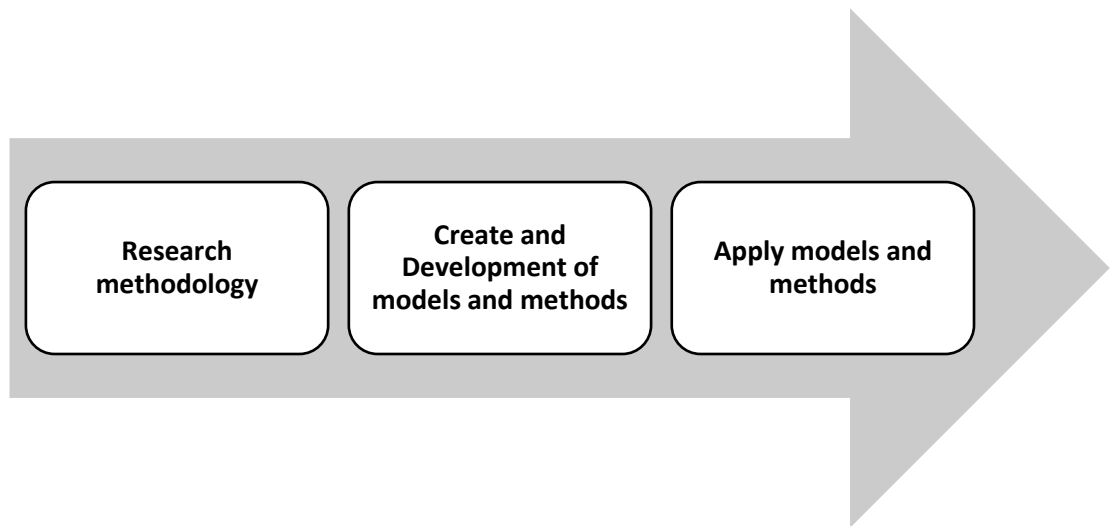 Research
methodology
Create and
Development of
models and methods
Apply models and
methods